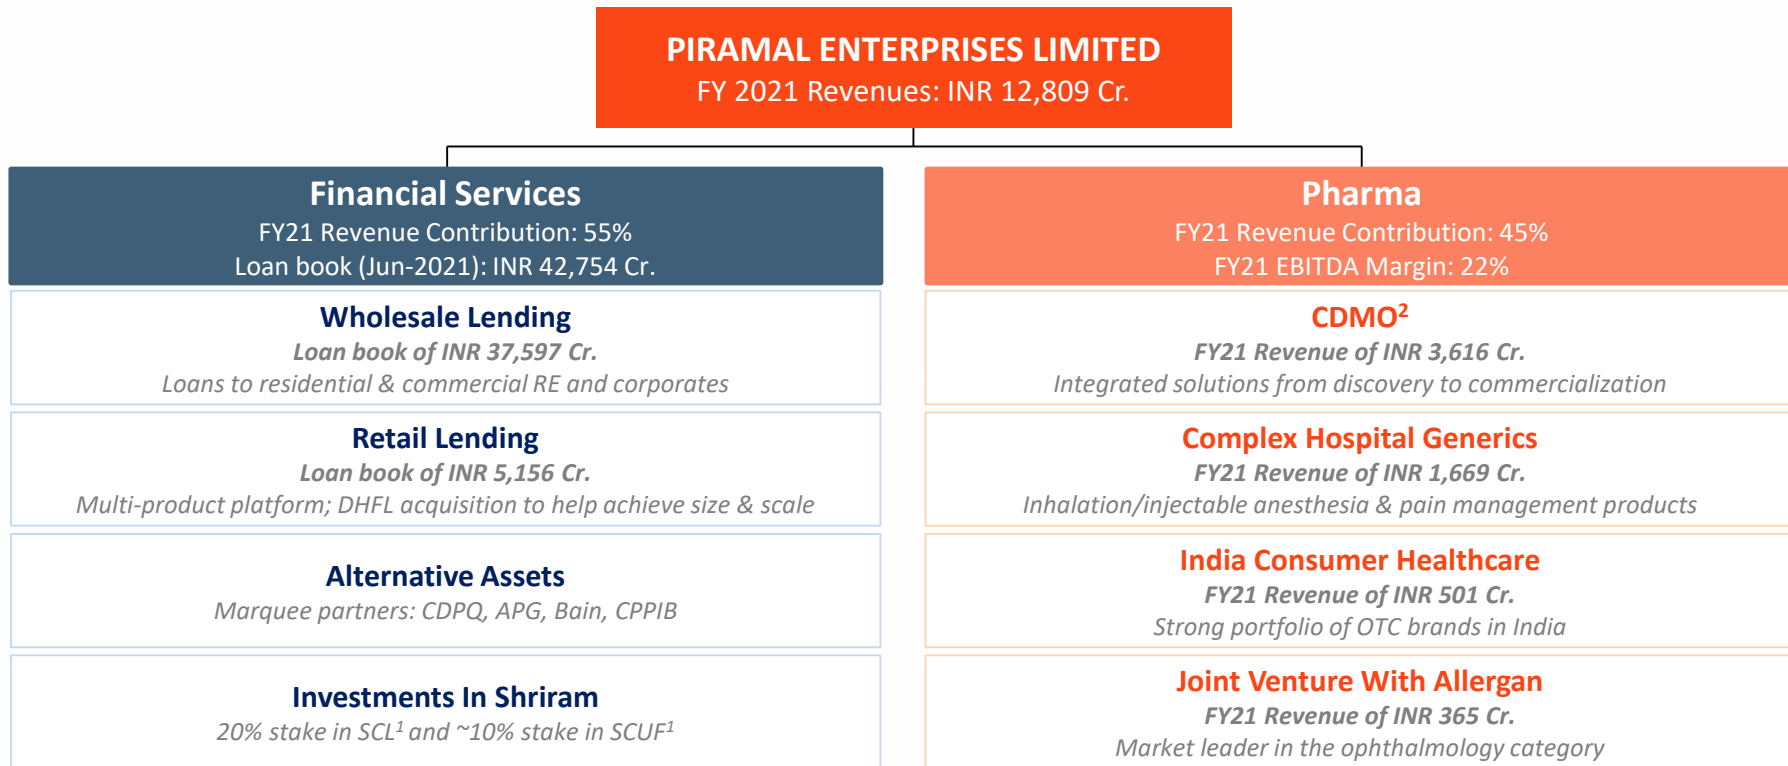 PIRAMAL ENTERPRISES LIMITED
FY 2021 Revenues: INR 12,809 Cr.
Financial Services
FY21 Revenue Contribution: 55%
Loan book (Jun-2021): INR 42,754 Cr.
Wholesale Lending
Loan book of INR 37,597 Cr.
Loans to residential & commercial RE and corporates
Retail Lending
Loan book of INR 5,156 Cr.
Multi-product platform; DHFL acquisition to help achieve size & scale
Alternative Assets
Marquee partners: CDPQ, APG, Bain, CPPIB
Investments In Shriram
20% stake in SCL¹ and ~10% stake in SCUF¹
Pharma
FY21 Revenue Contribution: 45%
FY21 EBITDA Margin: 22%
CDMO²
FY21 Revenue of INR 3,616 Cr.
Integrated solutions from discovery to commercialization
Complex Hospital Generics
FY21 Revenue of INR 1,669 Cr.
Inhalation/injectable anesthesia & pain management products
India Consumer Healthcare
FY21 Revenue of INR 501 Cr.
Strong portfolio of OTC brands in India
Joint Venture With Allergan
FY21 Revenue of INR 365 Cr.
Market leader in the ophthalmology category